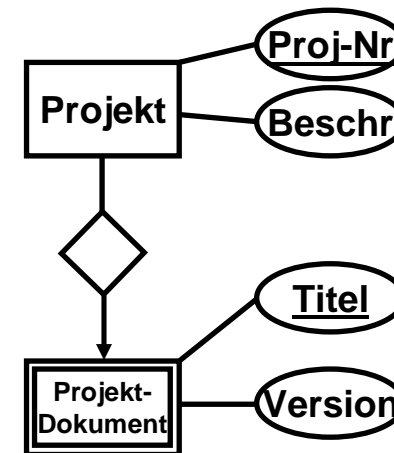 Proj-Nr
Projekt
Beschr
Titel
Projekt-
Dokument
Version